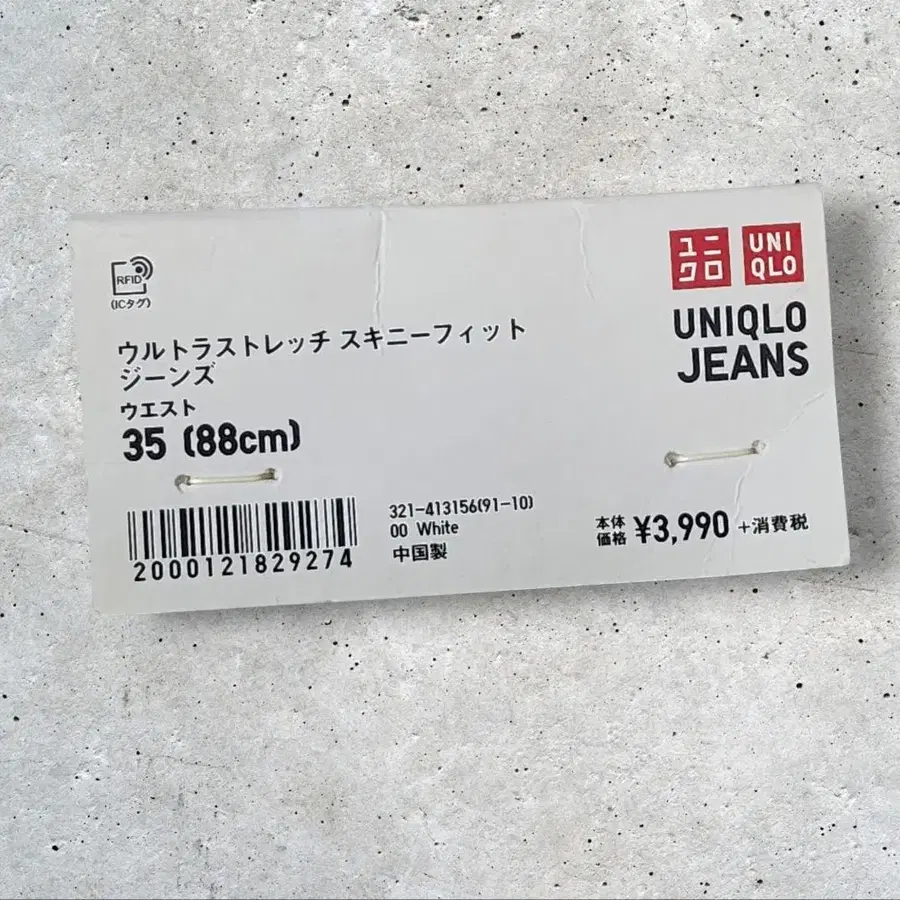 RFID
(ICタグ)
ユニ
クロ
UNI
QLO
UNIQLO
JEANS
ウルトラストレッチ スキニーフィット
ジーンズ
ウエスト
35 (88cm)
2000121829274
321-413156(91-10)
00 White
中国製
本体
価格 ¥3,990 +消費税